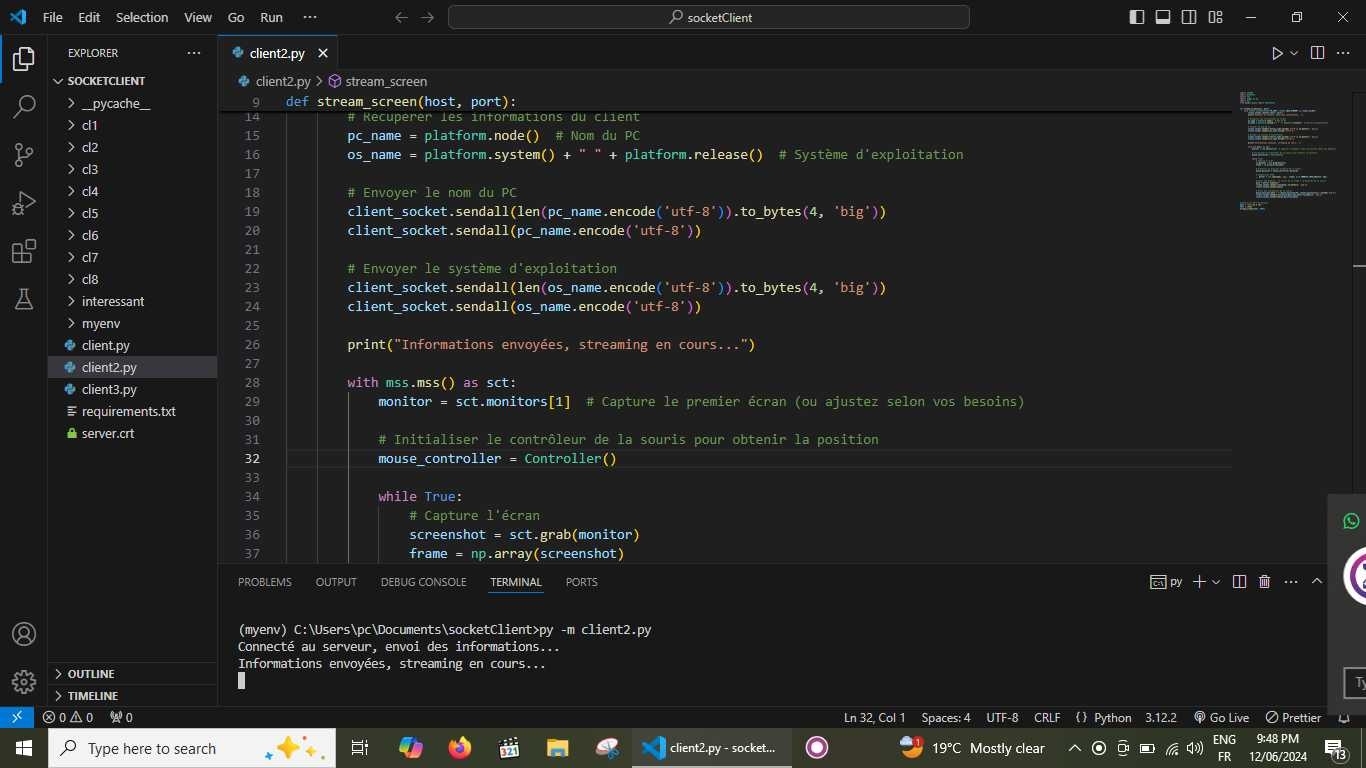 File Edit Selection View Go Run ··· socketClient
EXPLORER ···
SOCKETCLIENT
__pycache__
cl1
cl2
cl3
cl4
cl5
cl6
cl7
cl8
interessant
myenv
client.py
client2.py
client3.py
requirements.txt
server.crt
OUTLINE
TIMELINE
client2.py
client2.py > stream_screen
9 def stream_screen(host, port):
14 # Récupérer les informations du client
15 pc_name = platform.node()  # Nom du PC
16 os_name = platform.system() + " " + platform.release()  # Système d'exploitation
17
18 # Envoyer le nom du PC
19 client_socket.sendall(len(pc_name.encode('utf-8')).to_bytes(4, 'big'))
20 client_socket.sendall(pc_name.encode('utf-8'))
21
22 # Envoyer le système d'exploitation
23 client_socket.sendall(len(os_name.encode('utf-8')).to_bytes(4, 'big'))
24 client_socket.sendall(os_name.encode('utf-8'))
25
26 print("Informations envoyées, streaming en cours...")
27
28 with mss.mss() as sct:
29 monitor = sct.monitors[1]  # Capture le premier écran (ou ajustez selon vos besoins)
30
31 # Initialiser le contrôleur de la souris pour obtenir la position
32 mouse_controller = Controller()
33
34 while True:
35 # Capture l'écran
36 screenshot = sct.grab(monitor)
37 frame = np.array(screenshot)
PROBLEMS OUTPUT DEBUG CONSOLE TERMINAL PORTS py
(myenv) C:\Users\pc\Documents\socketClient>py -m client2.py
Connecté au serveur, envoi des informations...
Informations envoyées, streaming en cours...
Ty
0 0 0 Ln 32, Col 1 Spaces: 4 UTF-8 CRLF {} Python 3.12.2 Go Live Prettier
Type here to search client2.py - socket... 1 19°C Mostly clear ENG FR 9:48 PM 12/06/2024 13